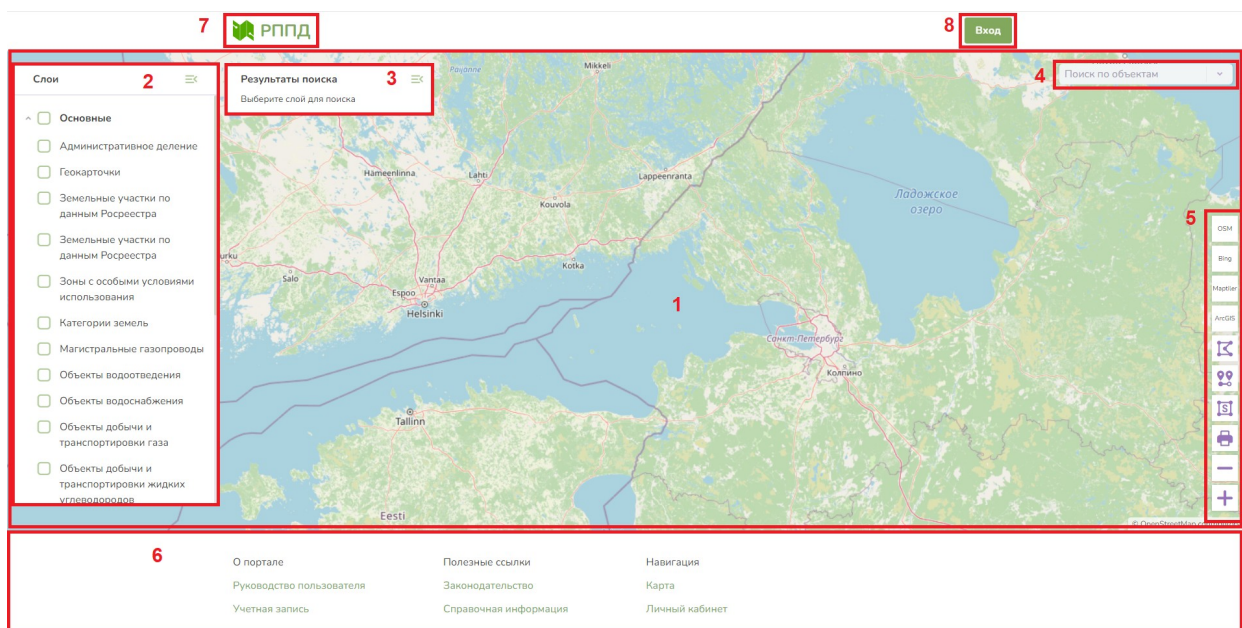 7
РППД
8
Вход
Слои
2
Результаты поиска
3
Выберите слой для поиска
4
Поиск по объектам
Основные
Административное деление
Геокарточки
Земельные участки по
данным Росреестра
Земельные участки по
данным Росреестра
Зоны с особыми условиями
использования
Категории земель
Магистральные газопроводы
Объекты водоотведения
Объекты водоснабжения
Объекты добычи и
транспортировки газа
Объекты добычи и
транспортировки жидких
углеводородов
Mikkeli
Hämeenlinna
Lahti
Lappeenranta
Kouvola
Ладожское
озеро
Kotka
Salo
Vantaa
Espoo
Helsinki
1
Санкт-Петербург
Колпино
Tallinn
Eesti
5
OSM
Bing
Maptiler
ArcGIS
S
© OpenStreetMap
6
О портале
Полезные ссылки
Навигация
Руководство пользователя
Законодательство
Карта
Учетная запись
Справочная информация
Личный кабинет